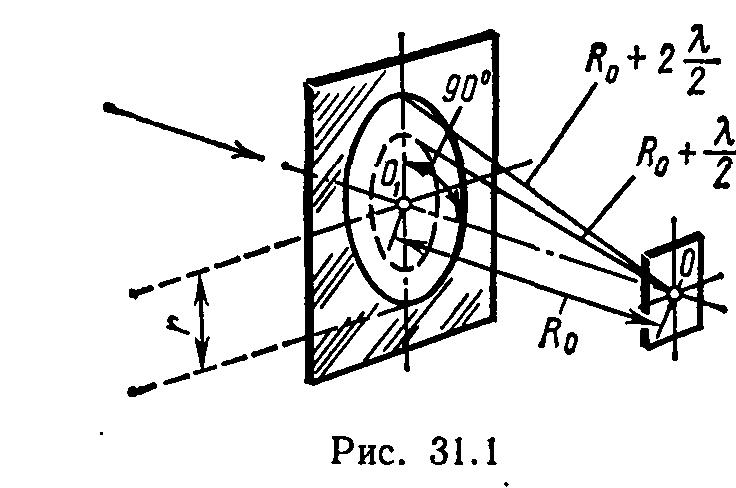 R₀ + 2 λ/2
90°
R₀ + λ/2
O₁
O
r
R₀
Рис. 31.1